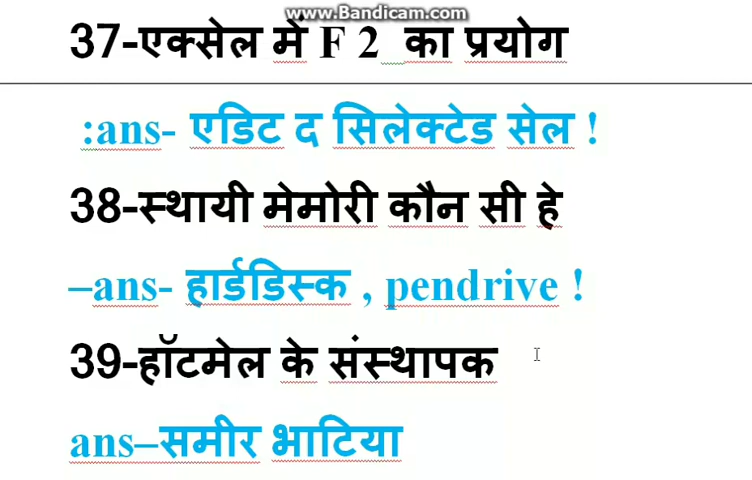 www.Bandicam.com
37-एक्सेल में F 2 का प्रयोग
:ans- एडिट द सिलेक्टेड सेल !
38-स्थायी मेमोरी कौन सी हे
–ans- हार्डडिस्क , pendrive !
39-हॉटमेल के संस्थापक
ans–समीर भाटिया